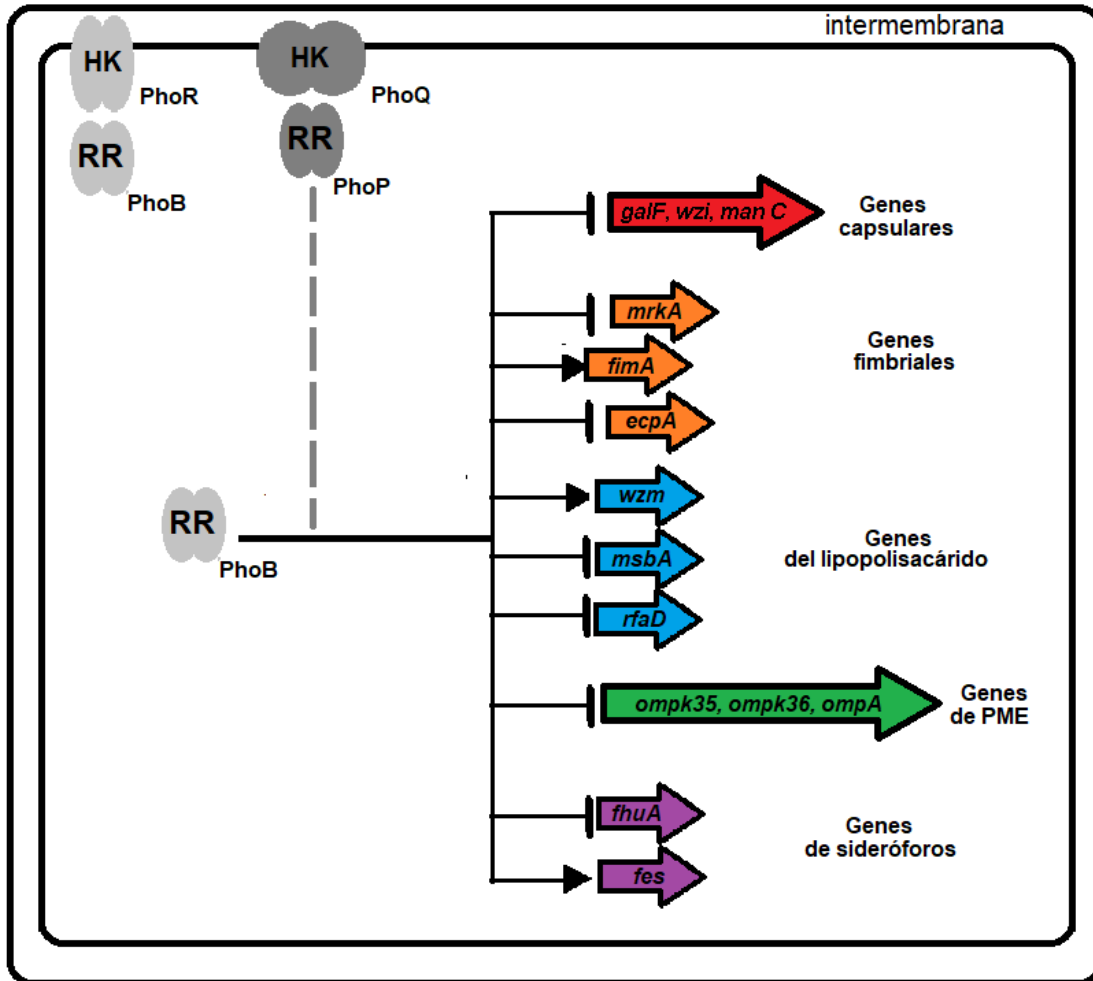 intermembrana
HK
PhoR
RR
PhoB
HK
PhoQ
RR
PhoP
galF, wzi, man C
Genes
capsulares
mrkA
fimA
ecpA
Genes
fimbriales
RR
PhoB
wzm
msbA
rfaD
Genes
del lipopolisacárido
ompk35, ompk36, ompA
Genes
de PME
fhuA
fes
Genes
de sideróforos